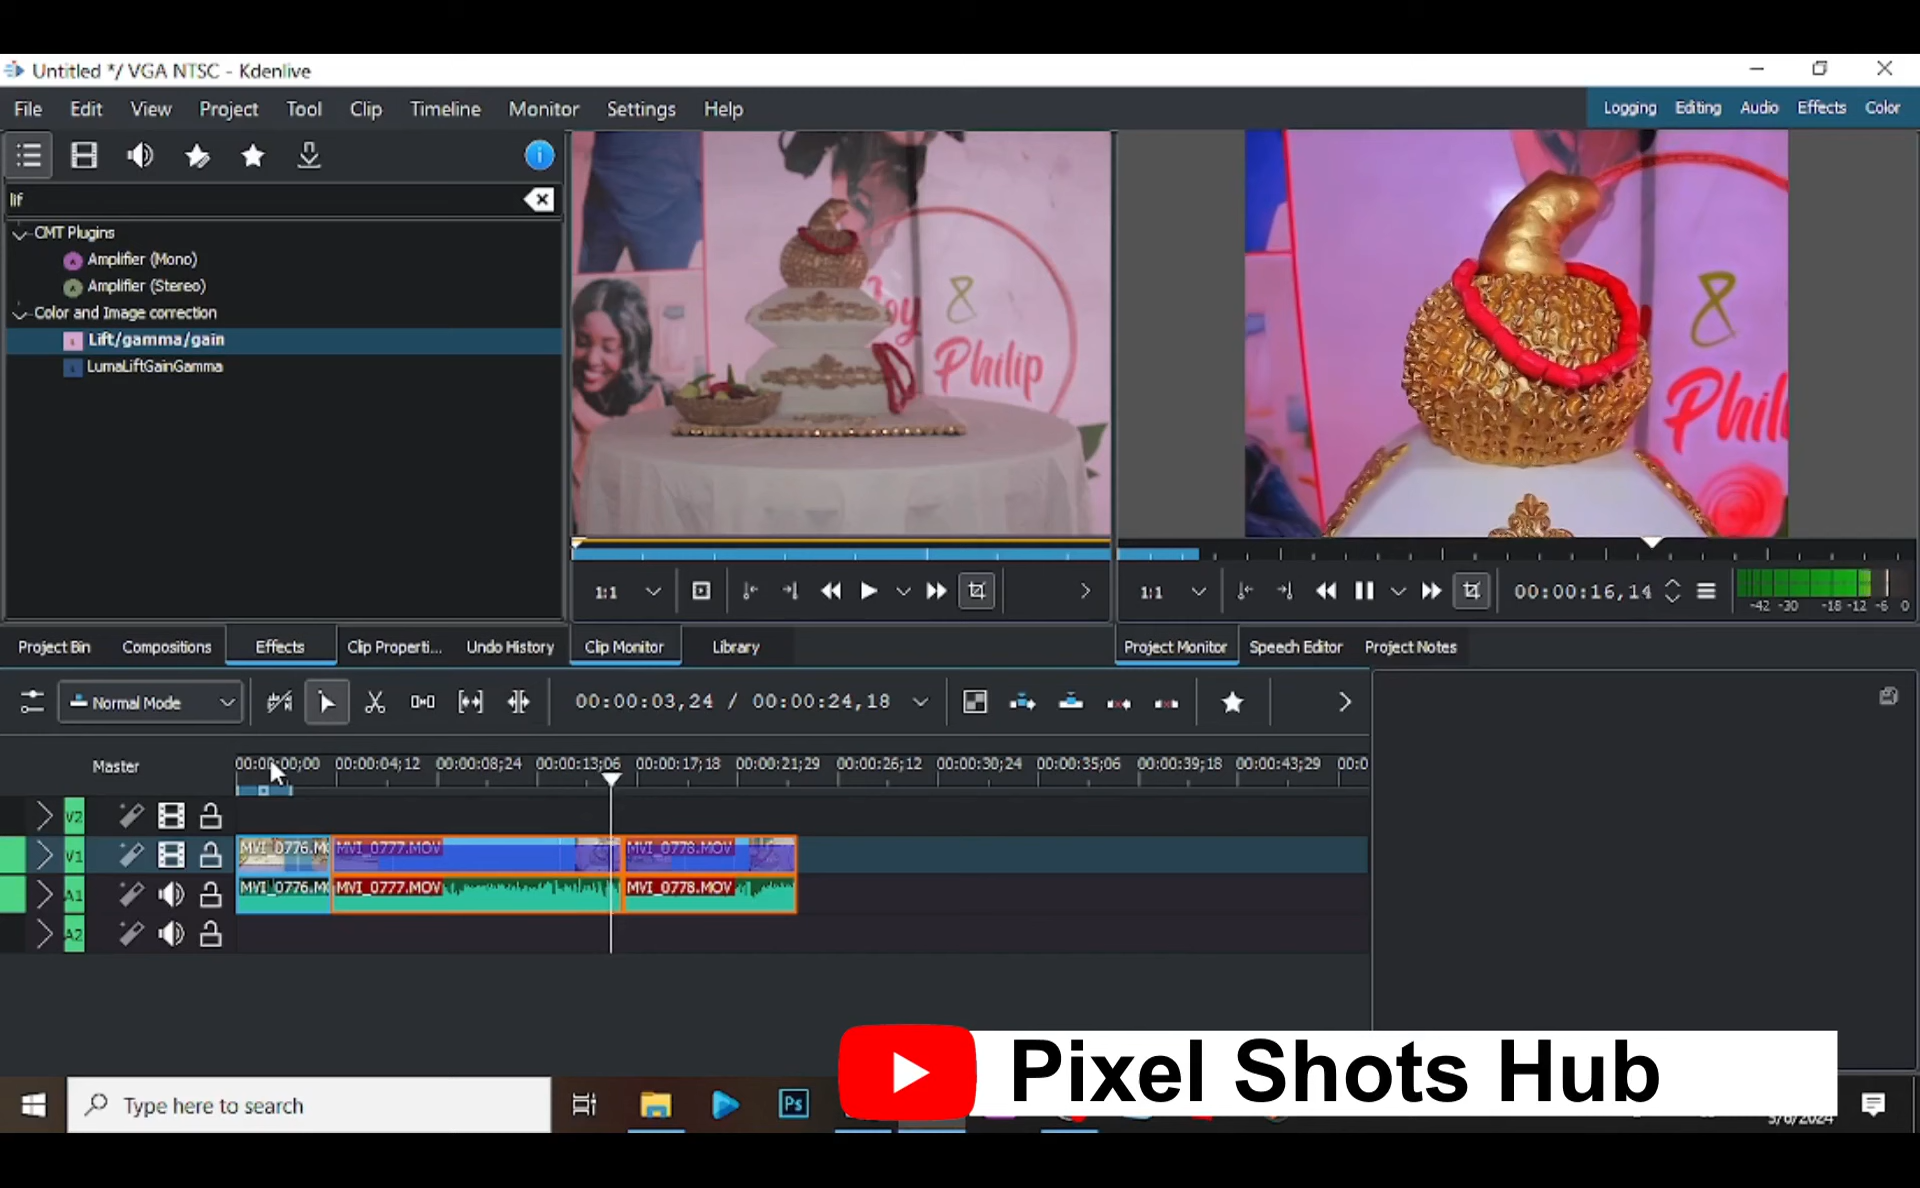 Untitled */ VGA NTSC - Kdenlive
File Edit View Project Tool Clip Timeline Monitor Settings Help
Logging Editing Audio Effects Color
lif
CMT Plugins
Amplifier (Mono)
Amplifier (Stereo)
Color and Image correction
Lift/gamma/gain
LumaLiftGainGamma
8
Philip
8
Phil
1:1
1:1
00:00:16,14
-42 -30 -18 -12 -6 0
Project Bin Compositions Effects Clip Properti... Undo History Clip Monitor Library Project Monitor Speech Editor Project Notes
Normal Mode
00:00:03,24 / 00:00:24,18
Master
00:00:00;00 00:00:04;12 00:00:08;24 00:00:13;06 00:00:17;18 00:00:21;29 00:00:26;12 00:00:30;24 00:00:35;06 00:00:39;18 00:00:43;29 00:0
V2
V1 MVI_0776.M MVI_0777.MOV MVI_0778.MOV
A1 MVI_0776.M MVI_0777.MOV MVI_0778.MOV
A2
Pixel Shots Hub
Type here to search
Ps